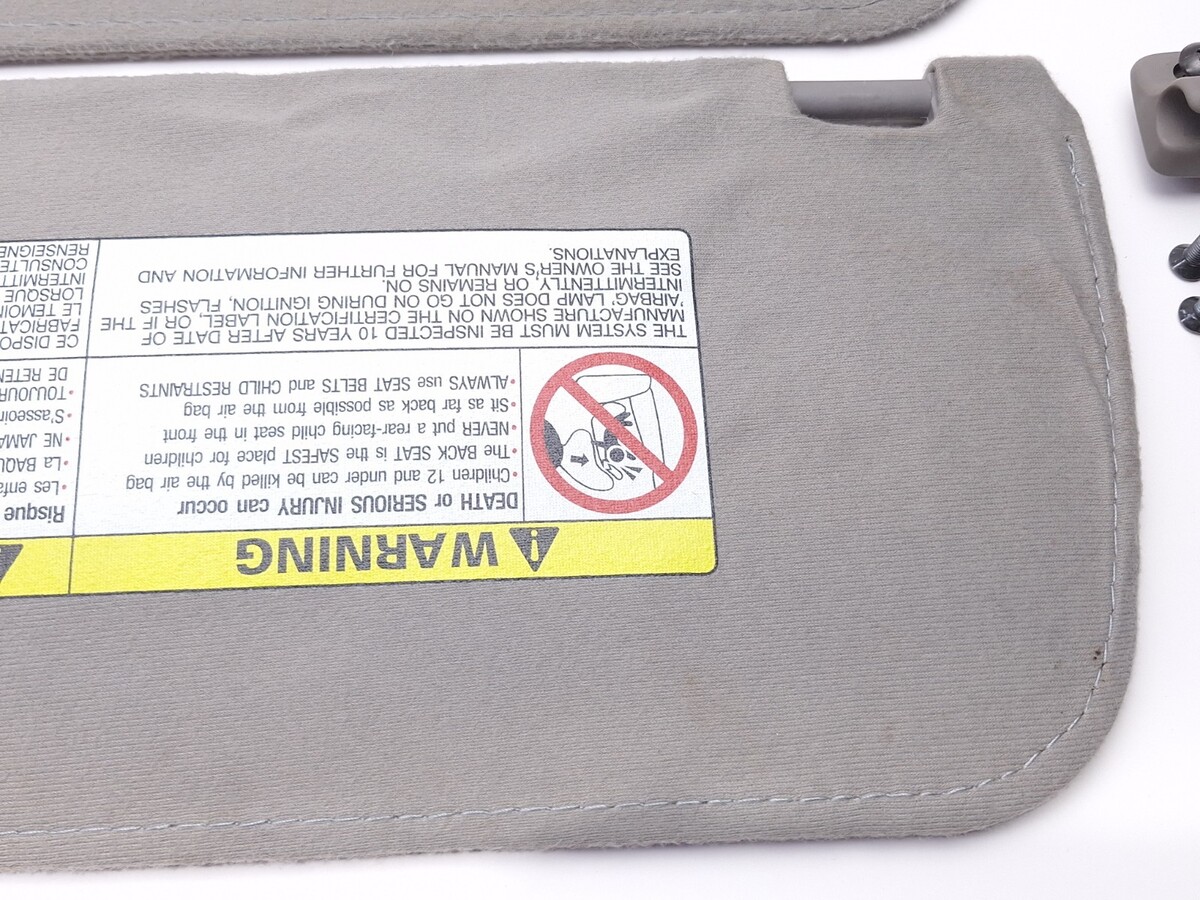 WARNING
DEATH or SERIOUS INJURY can occur
•Children 12 and under can be killed by the air bag
•The BACK SEAT is the SAFEST place for children
•NEVER put a rear-facing child seat in the front
•Sit as far back as possible from the air bag
•ALWAYS use SEAT BELTS and CHILD RESTRAINTS
THE SYSTEM MUST BE INSPECTED 10 YEARS AFTER DATE OF
MANUFACTURE SHOWN ON THE CERTIFICATION LABEL, OR IF THE
"AIRBAG" LAMP DOES NOT GO ON DURING IGNITION, FLASHES
INTERMITTENTLY, OR REMAINS ON.
SEE THE OWNER'S MANUAL FOR FURTHER INFORMATION AND
EXPLANATIONS.
Risque
•Les enfa
•La BAQU
•NE JAMA
•S'asseoir
•TOUJOUR
DE RETEN
CE DISPO
FABRICAT
LE TEMOIN
LORSQUE
INTERMITT
CONSULTE
RENSEIGNE